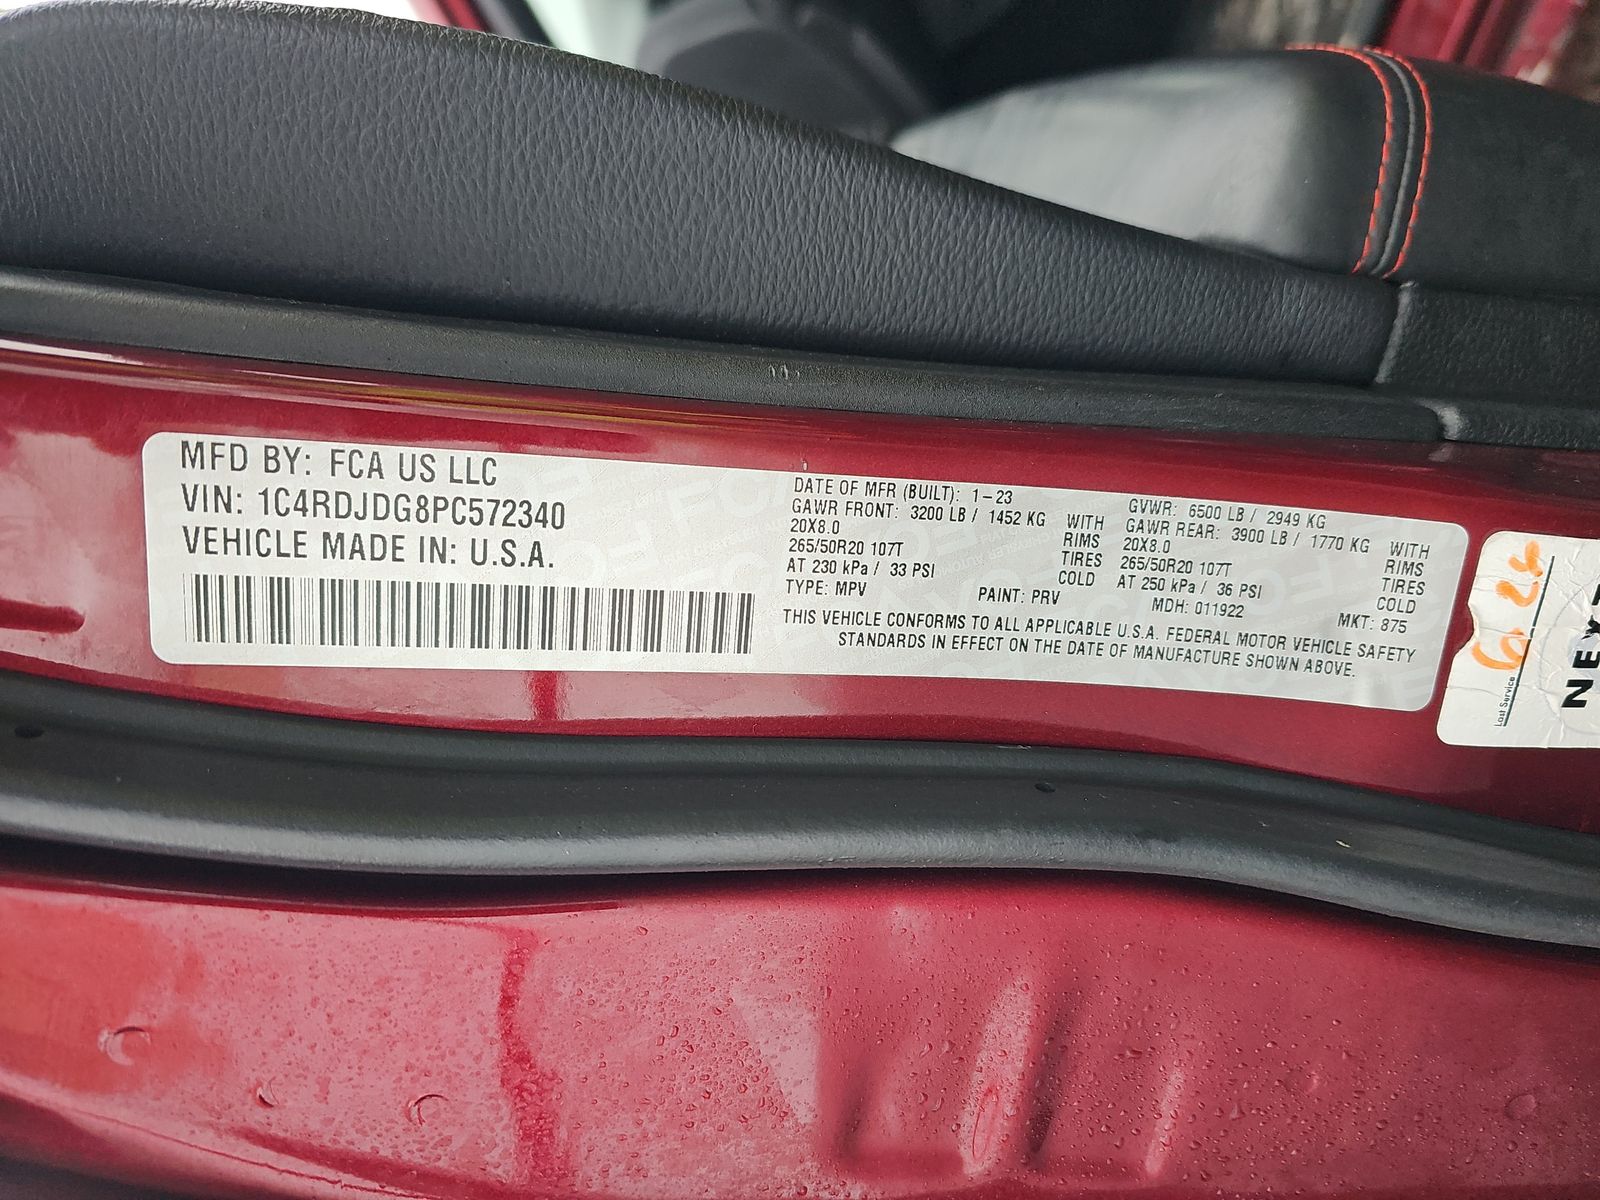 MFD BY: FCA US LLC
VIN: 1C4RDJDG8PC572340
VEHICLE MADE IN: U.S.A.
DATE OF MFR (BUILT): 1-23
GAWR FRONT: 3200 LB / 1452 KG WITH
20X8.0 RIMS
265/50R20 107T TIRES
AT 230 kPa / 33 PSI COLD
TYPE: MPV PAINT: PRV
GVWR: 6500 LB / 2949 KG
GAWR REAR: 3900 LB / 1770 KG WITH
20X8.0 RIMS
265/50R20 107T TIRES
AT 250 kPa / 36 PSI COLD
MDH: 011922 MKT: 875
THIS VEHICLE CONFORMS TO ALL APPLICABLE U.S.A. FEDERAL MOTOR VEHICLE SAFETY
STANDARDS IN EFFECT ON THE DATE OF MANUFACTURE SHOWN ABOVE.
Last Service
NEXT